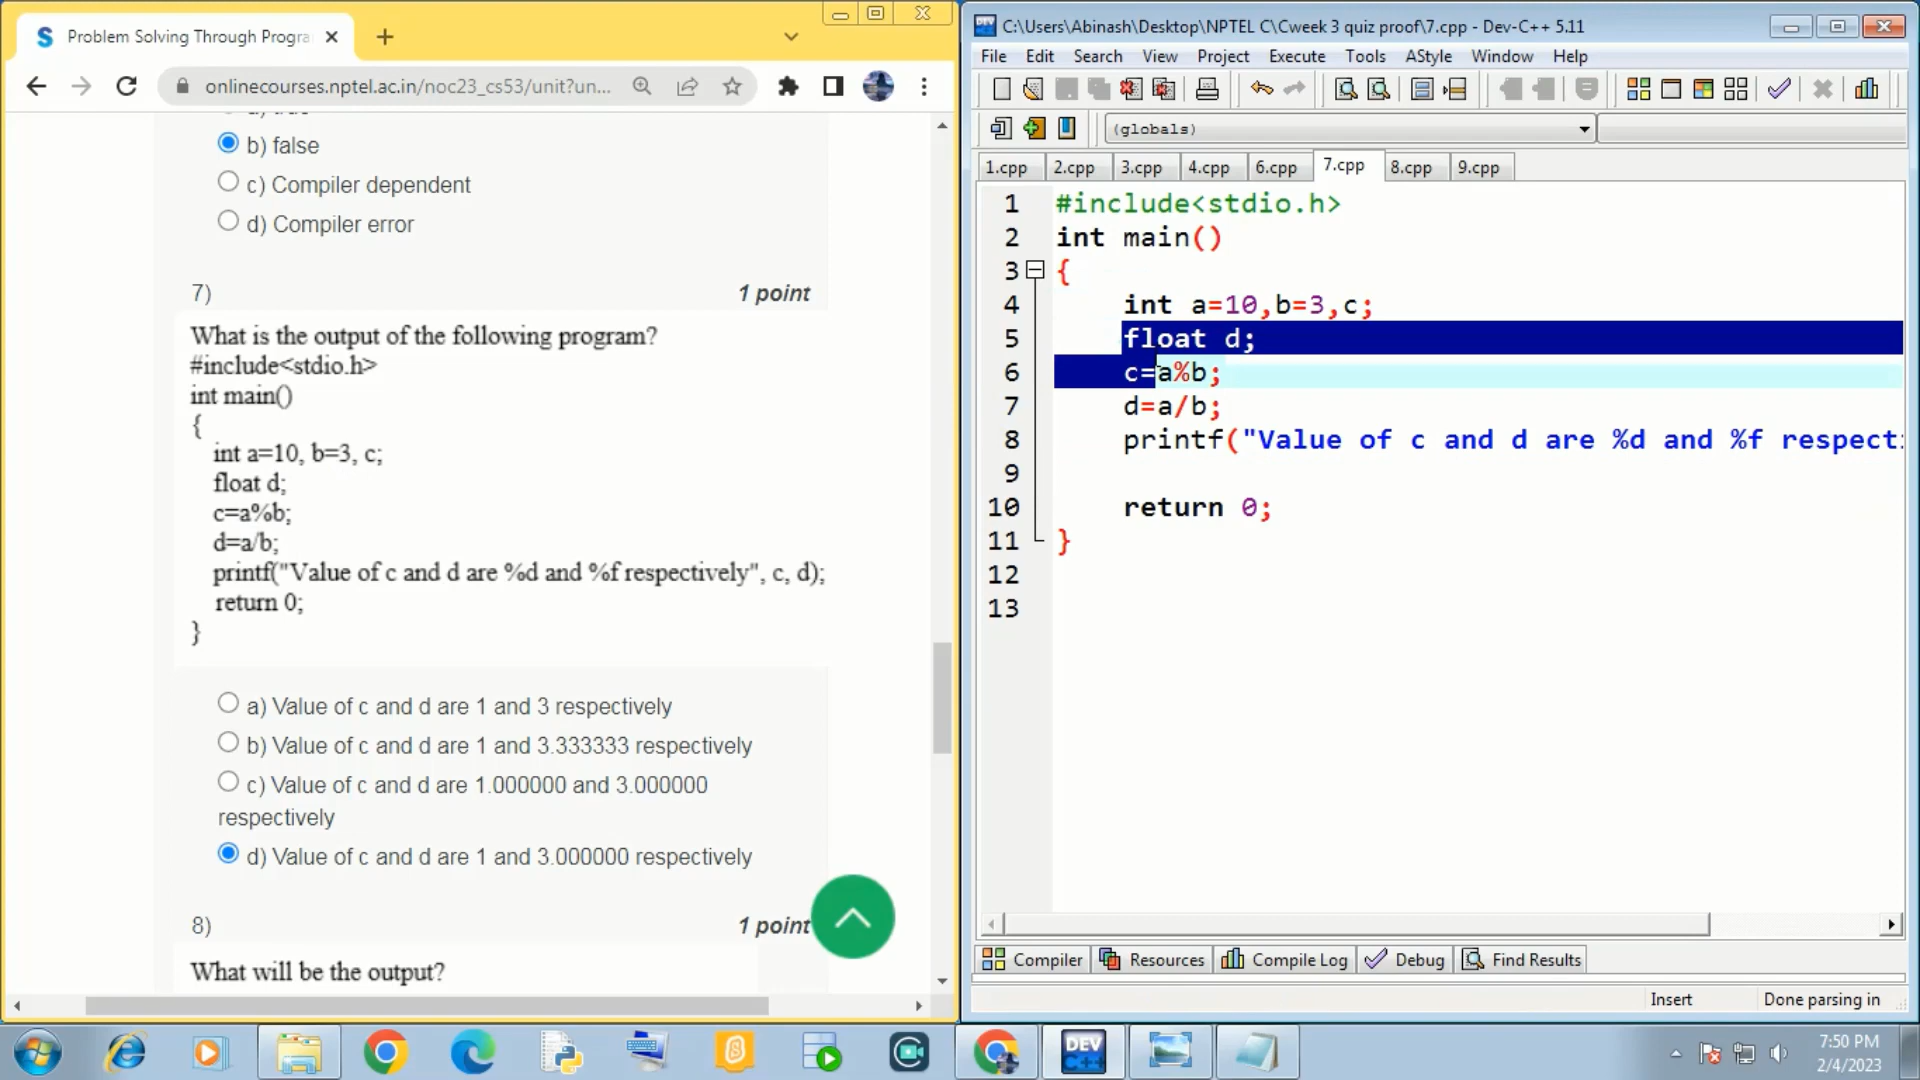 Problem Solving Through Progra
onlinecourses.nptel.ac.in/noc23_cs53/unit?un...
b) false
c) Compiler dependent
d) Compiler error
7)
1 point
What is the output of the following program?
#include<stdio.h>
int main()
{
int a=10, b=3, c;
float d;
c=a%b;
d=a/b;
printf("Value of c and d are %d and %f respectively", c, d);
return 0;
}
a) Value of c and d are 1 and 3 respectively
b) Value of c and d are 1 and 3.333333 respectively
c) Value of c and d are 1.000000 and 3.000000
respectively
d) Value of c and d are 1 and 3.000000 respectively
8)
1 point
What will be the output?
C:\Users\Abinash\Desktop\NPTEL C\Cweek 3 quiz proof\7.cpp - Dev-C++ 5.11
File Edit Search View Project Execute Tools AStyle Window Help
(globals)
1.cpp 2.cpp 3.cpp 4.cpp 6.cpp 7.cpp 8.cpp 9.cpp
1 #include<stdio.h>
2 int main()
3 {
4 int a=10,b=3,c;
5 float d;
6 c=a%b;
7 d=a/b;
8 printf("Value of c and d are %d and %f respect
9
10 return 0;
11 }
12
13
Compiler Resources Compile Log Debug Find Results
Insert Done parsing in
DEV
C++
7:50 PM
2/4/2023